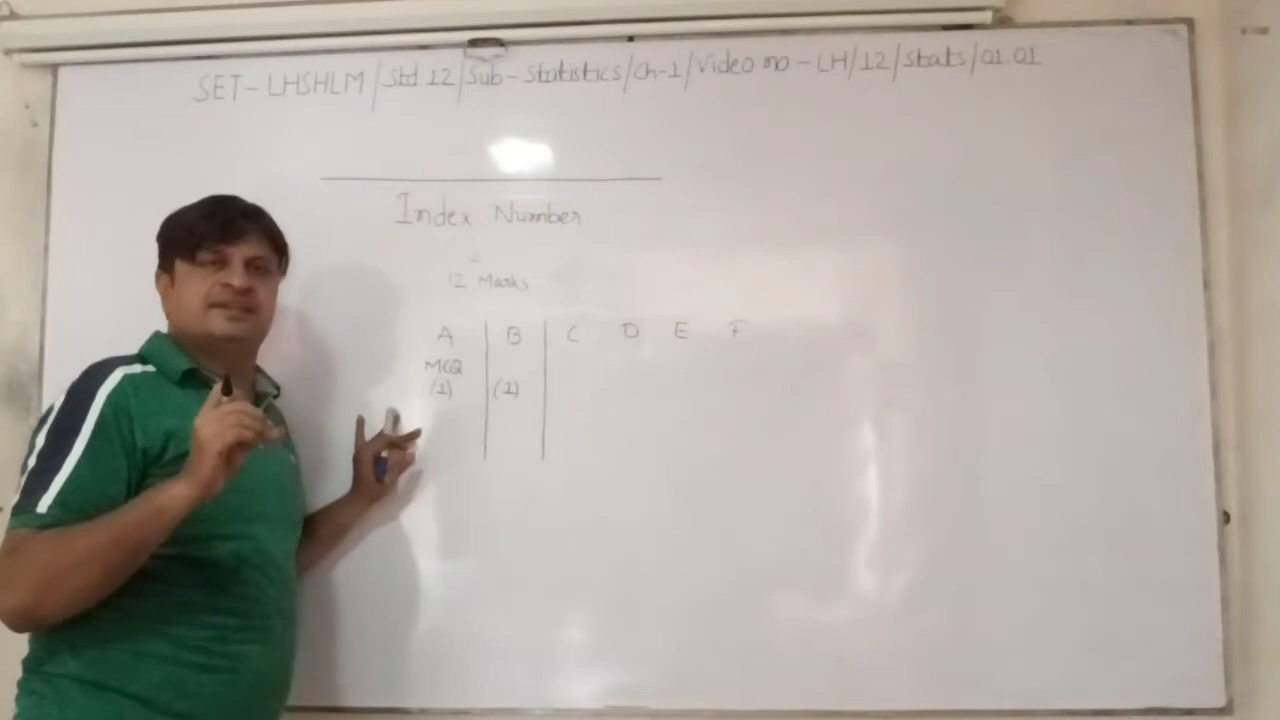 SET - LHSHLM / Std 12 / Sub - Statistics / Ch-1 / Video no - LH/12/Stats/01.01
Index Number
12 Marks
A B C D E F
MCQ
(1) (1)